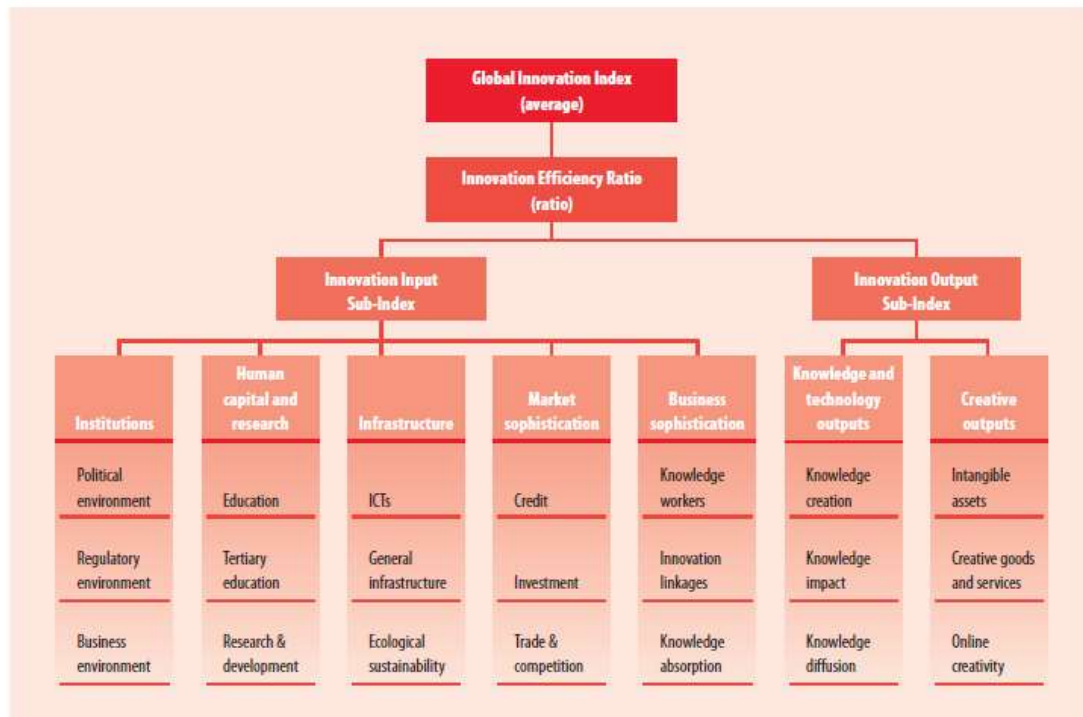 Global Innovation Index
(average)
Innovation Efficiency Ratio
(ratio)
Innovation Input
Sub-Index
Innovation Output
Sub-Index
Institutions
Human
capital and
research
Infrastructure
Market
sophistication
Business
sophistication
Knowledge and
technology
outputs
Creative
outputs
Political
environment
Education
ICTs
Credit
Knowledge
workers
Knowledge
creation
Intangible
assets
Regulatory
environment
Tertiary
education
General
infrastructure
Investment
Innovation
linkages
Knowledge
impact
Creative goods
and services
Business
environment
Research &
development
Ecological
sustainability
Trade &
competition
Knowledge
absorption
Knowledge
diffusion
Online
creativity